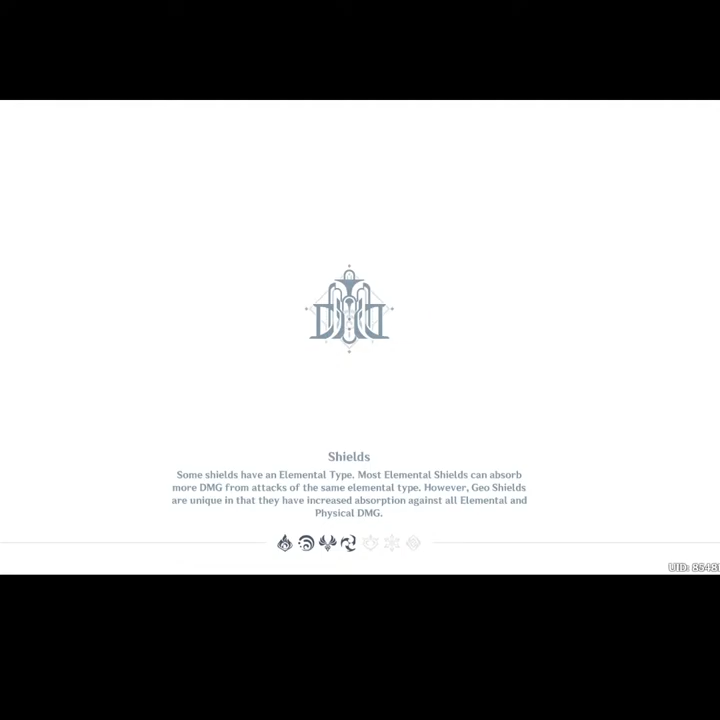 Shields
Some shields have an Elemental Type. Most Elemental Shields can absorb
more DMG from attacks of the same elemental type. However, Geo Shields
are unique in that they have increased absorption against all Elemental and
Physical DMG.
UID: 8548